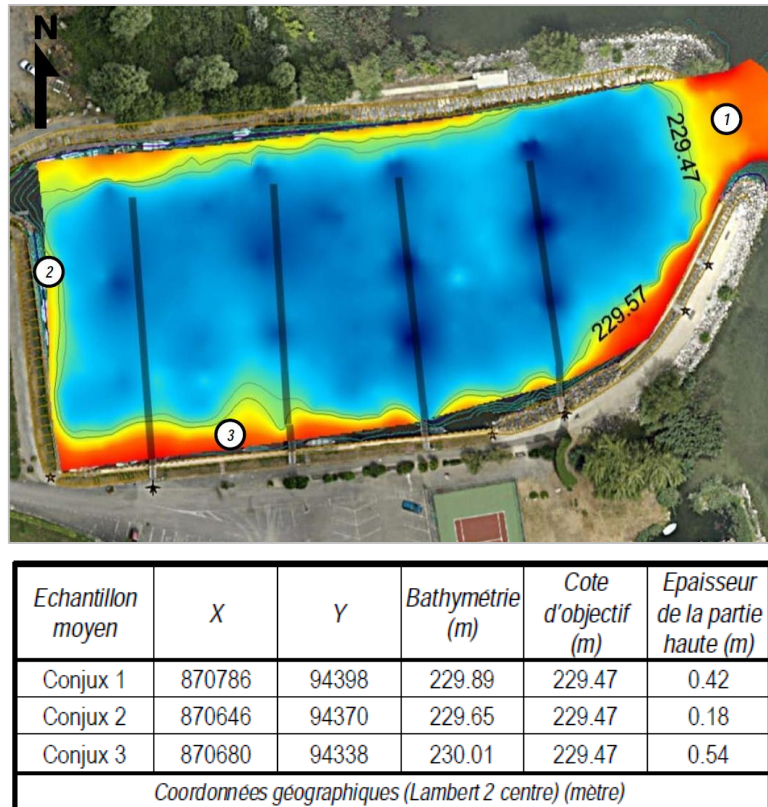 N
1
229.47
2
229.57
3
Echantillon moyen X Y Bathymétrie (m) Cote d'objectif (m) Epaisseur de la partie haute (m)
Conjux 1 870786 94398 229.89 229.47 0.42
Conjux 2 870646 94370 229.65 229.47 0.18
Conjux 3 870680 94338 230.01 229.47 0.54
Coordonnées géographiques (Lambert 2 centre) (mètre)